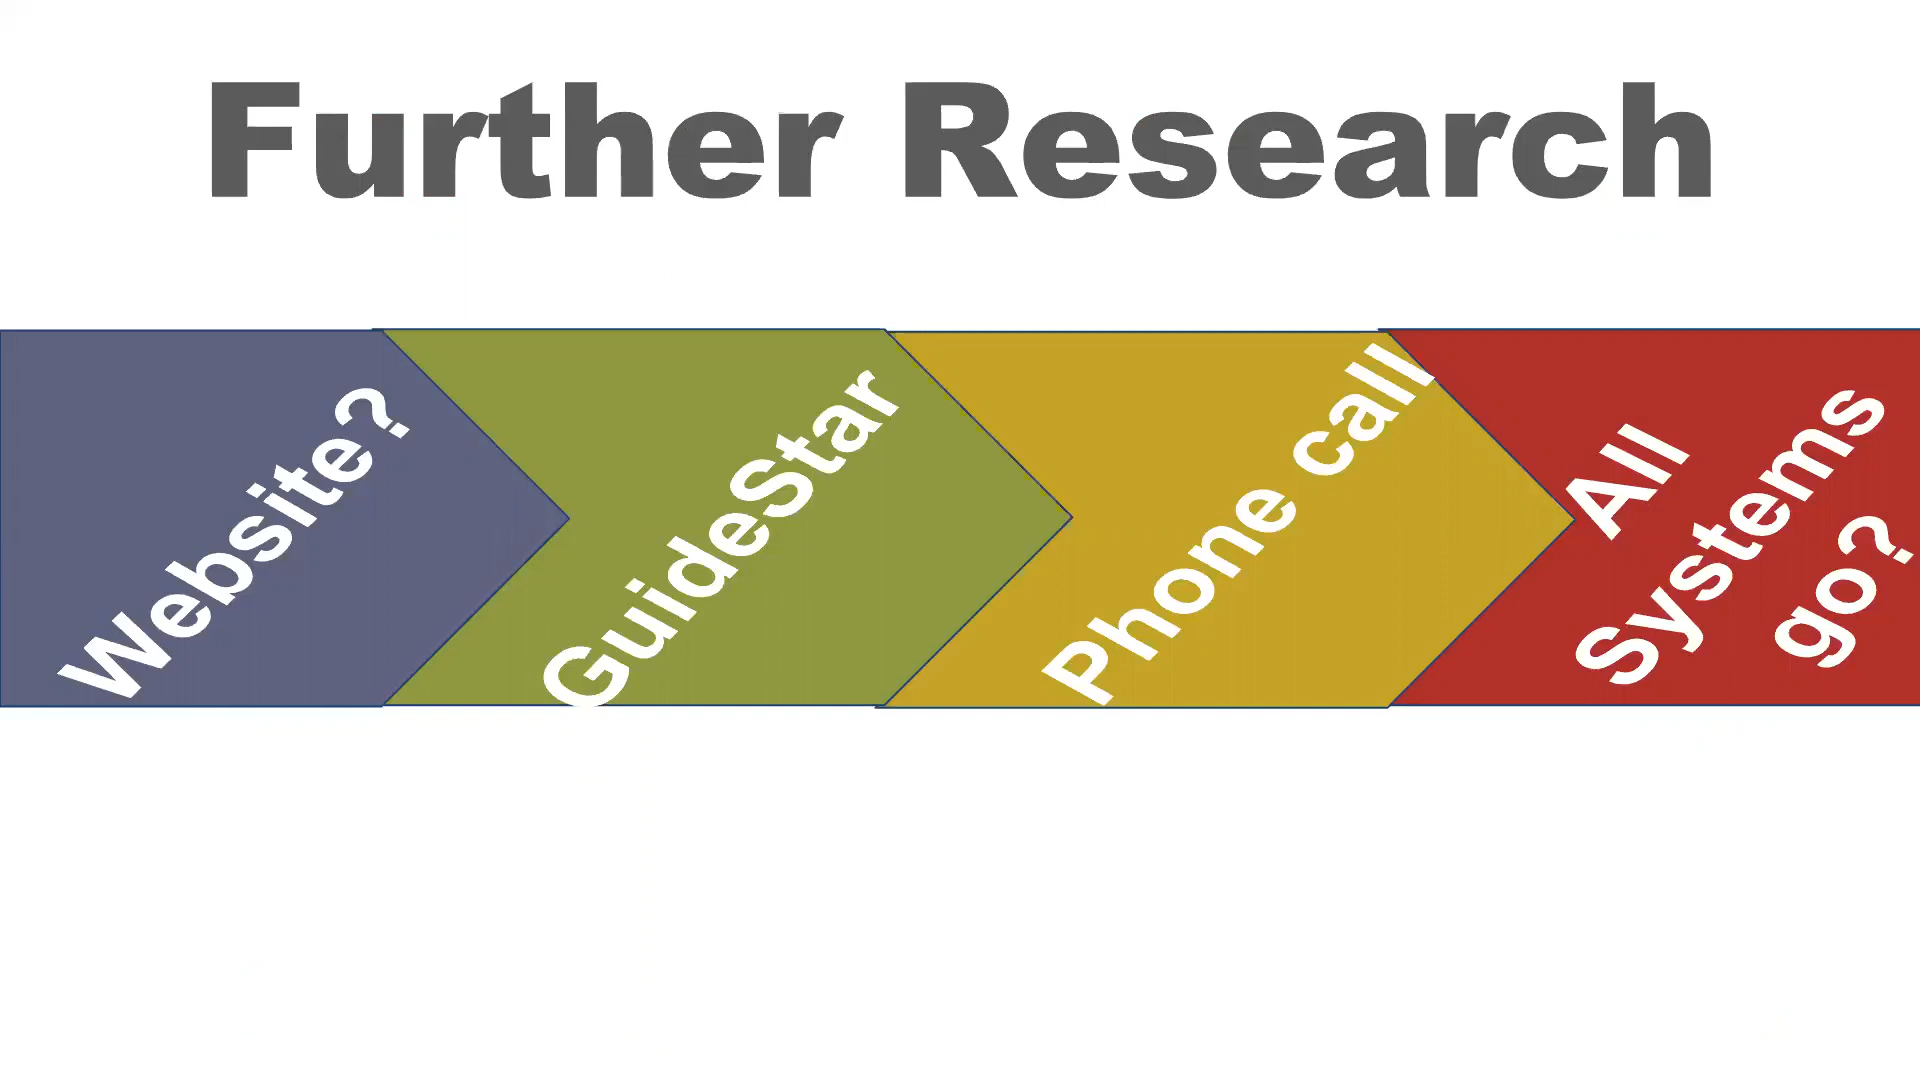 Further Research
Website?
GuideStar
Phone call
All
Systems
go?